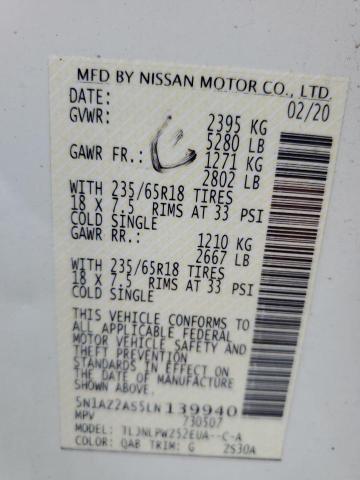 MFD BY NISSAN MOTOR CO., LTD.
DATE: 02/20
GVWR: 2395 KG
5280 LB
GAWR FR.: 1271 KG
2802 LB
WITH 235/65R18 TIRES
18 X 7.5 RIMS AT 33 PSI
COLD SINGLE
GAWR RR.: 1210 KG
2667 LB
WITH 235/65R18 TIRES
18 X 7.5 RIMS AT 33 PSI
COLD SINGLE
THIS VEHICLE CONFORMS TO
ALL APPLICABLE FEDERAL
MOTOR VEHICLE SAFETY AND
THEFT PREVENTION
STANDARDS IN EFFECT ON
THE DATE OF MANUFACTURE
SHOWN ABOVE.
5N1AZ2AS5LN139940
MPV 730507
MODEL: TLJNLPWZ52EUA--C-A
COLOR: QAB TRIM: G 2S30A